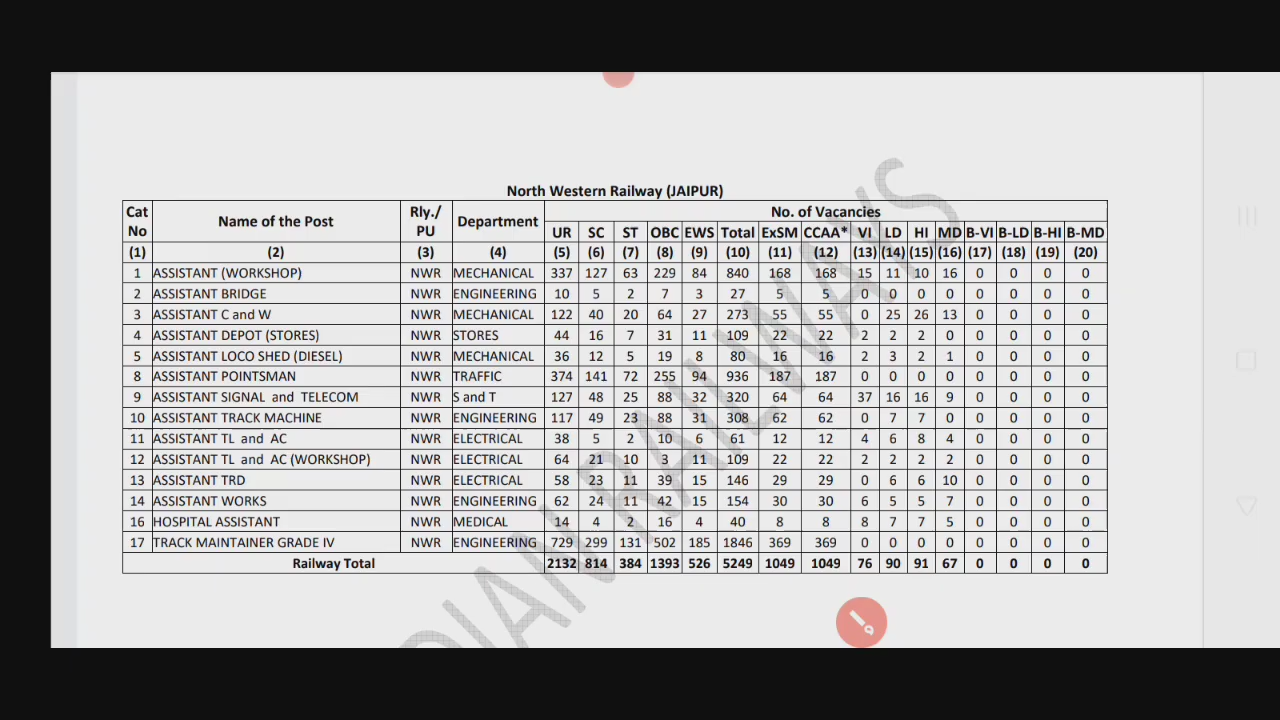 North Western Railway (JAIPUR)
Cat No Name of the Post Rly./ PU Department No. of Vacancies
UR SC ST OBC EWS Total ExSM CCAA* VI LD HI MD B-VI B-LD B-HI B-MD
(1) (2) (3) (4) (5) (6) (7) (8) (9) (10) (11) (12) (13) (14) (15) (16) (17) (18) (19) (20)
1 ASSISTANT (WORKSHOP) NWR MECHANICAL 337 127 63 229 84 840 168 168 15 11 10 16 0 0 0 0
2 ASSISTANT BRIDGE NWR ENGINEERING 10 5 2 7 3 27 5 5 0 0 0 0 0 0 0 0
3 ASSISTANT C and W NWR MECHANICAL 122 40 20 64 27 273 55 55 0 25 26 13 0 0 0 0
4 ASSISTANT DEPOT (STORES) NWR STORES 44 16 7 31 11 109 22 22 2 2 2 0 0 0 0 0
5 ASSISTANT LOCO SHED (DIESEL) NWR MECHANICAL 36 12 5 19 8 80 16 16 2 3 2 1 0 0 0 0
8 ASSISTANT POINTSMAN NWR TRAFFIC 374 141 72 255 94 936 187 187 0 0 0 0 0 0 0 0
9 ASSISTANT SIGNAL and TELECOM NWR S and T 127 48 25 88 32 320 64 64 37 16 16 9 0 0 0 0
10 ASSISTANT TRACK MACHINE NWR ENGINEERING 117 49 23 88 31 308 62 62 0 7 7 0 0 0 0 0
11 ASSISTANT TL and AC NWR ELECTRICAL 38 5 2 10 6 61 12 12 4 6 8 4 0 0 0 0
12 ASSISTANT TL and AC (WORKSHOP) NWR ELECTRICAL 64 21 10 3 11 109 22 22 2 2 2 2 0 0 0 0
13 ASSISTANT TRD NWR ELECTRICAL 58 23 11 39 15 146 29 29 0 6 6 10 0 0 0 0
14 ASSISTANT WORKS NWR ENGINEERING 62 24 11 42 15 154 30 30 6 5 5 7 0 0 0 0
16 HOSPITAL ASSISTANT NWR MEDICAL 14 4 2 16 4 40 8 8 8 7 7 5 0 0 0 0
17 TRACK MAINTAINER GRADE IV NWR ENGINEERING 729 299 131 502 185 1846 369 369 0 0 0 0 0 0 0 0
Railway Total 2132 814 384 1393 526 5249 1049 1049 76 90 91 67 0 0 0 0
DIAN RAILWAYS